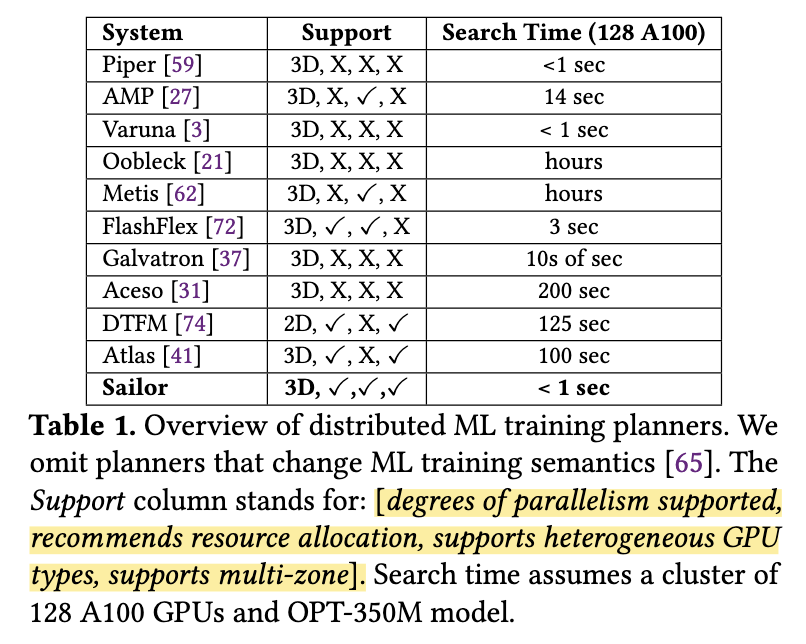 System Support Search Time (128 A100)
Piper [59] 3D, X, X, X <1 sec
AMP [27] 3D, X, ✓, X 14 sec
Varuna [3] 3D, X, X, X < 1 sec
Oobleck [21] 3D, X, X, X hours
Metis [62] 3D, X, ✓, X hours
FlashFlex [72] 3D, ✓, ✓, X 3 sec
Galvatron [37] 3D, X, X, X 10s of sec
Aceso [31] 3D, X, X, X 200 sec
DTFM [74] 2D, ✓, X, ✓ 125 sec
Atlas [41] 3D, ✓, X, ✓ 100 sec
Sailor 3D, ✓,✓,✓ < 1 sec
Table 1. Overview of distributed ML training planners. We
omit planners that change ML training semantics [65]. The
Support column stands for: [degrees of parallelism supported,
recommends resource allocation, supports heterogeneous GPU
types, supports multi-zone]. Search time assumes a cluster of
128 A100 GPUs and OPT-350M model.